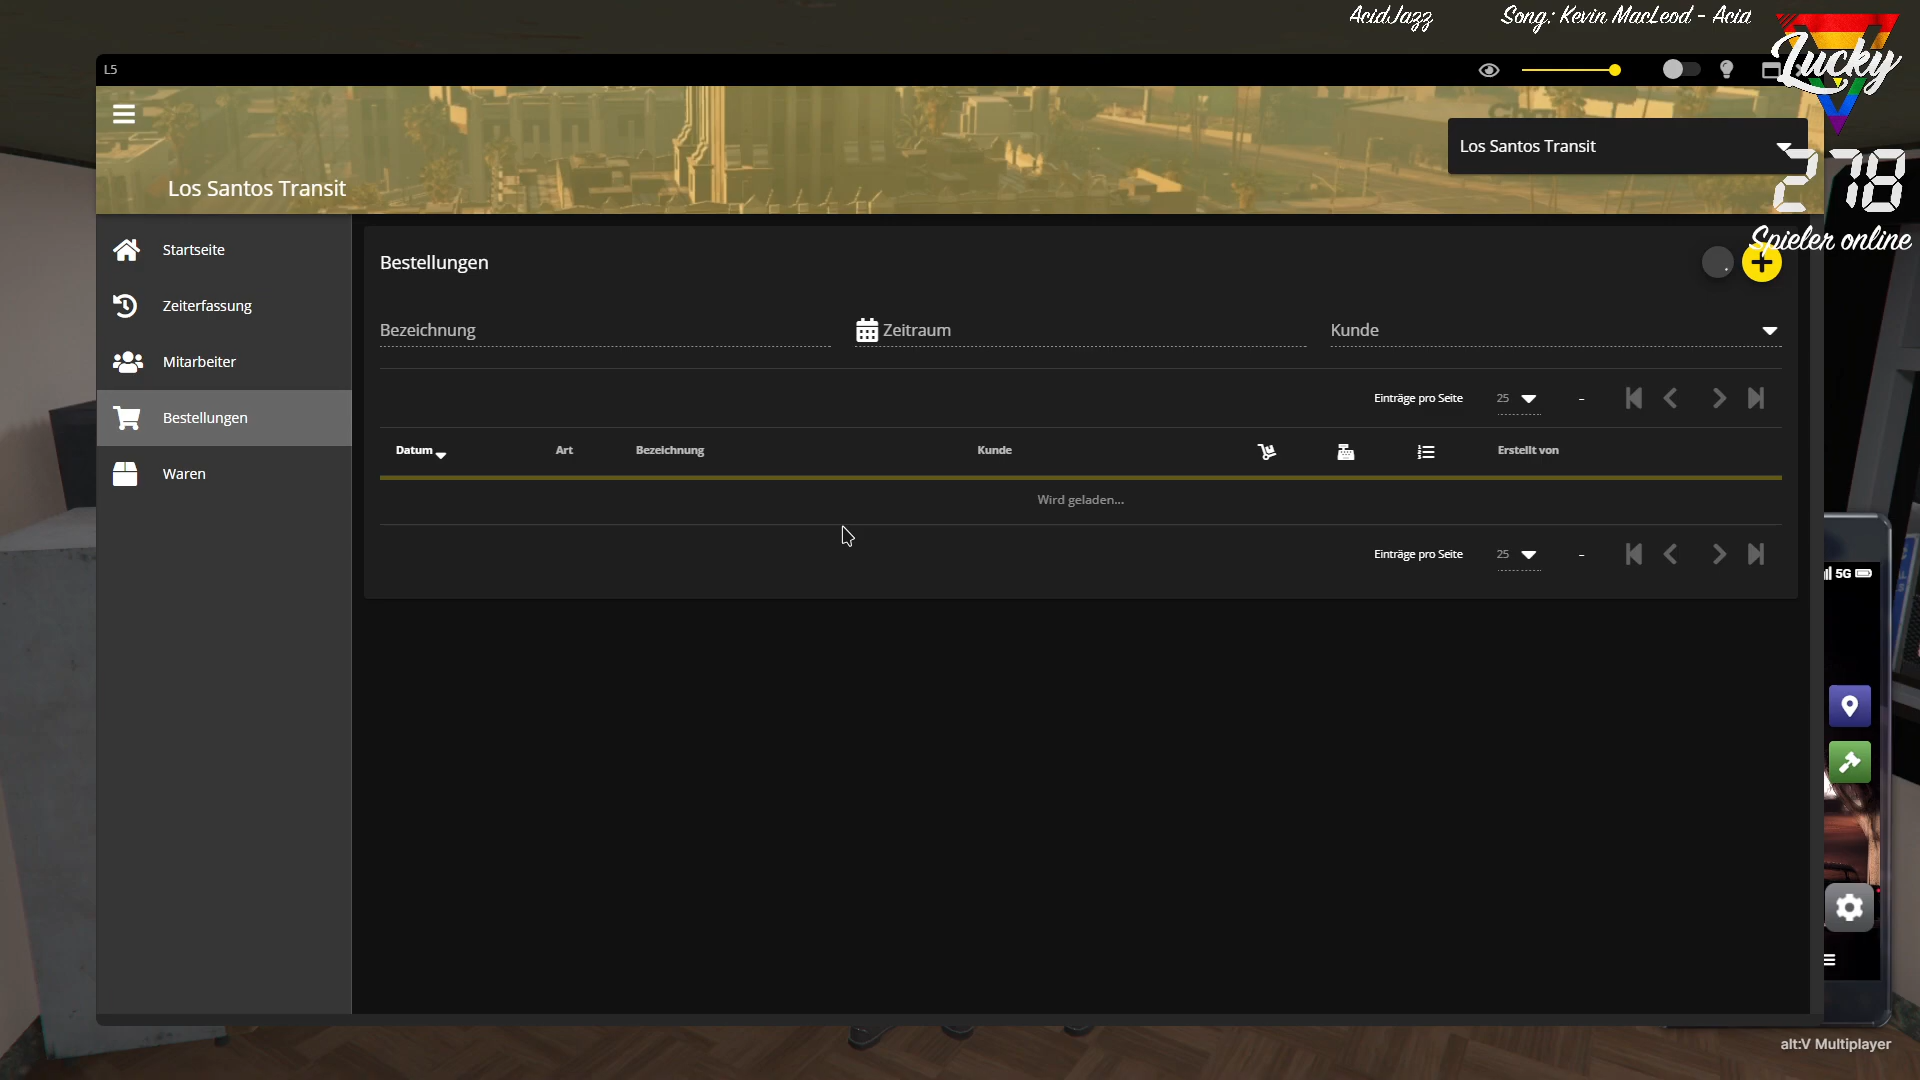 AcidJazz Song: Kevin MacLeod - Acid
Lucky
L5
Los Santos Transit
Los Santos Transit
278
Spieler online
Startseite
Zeiterfassung
Mitarbeiter
Bestellungen
Waren
Bestellungen
Bezeichnung Zeitraum Kunde
Einträge pro Seite 25 –
Datum Art Bezeichnung Kunde Erstellt von
Wird geladen...
Einträge pro Seite 25 –
5G
alt:V Multiplayer